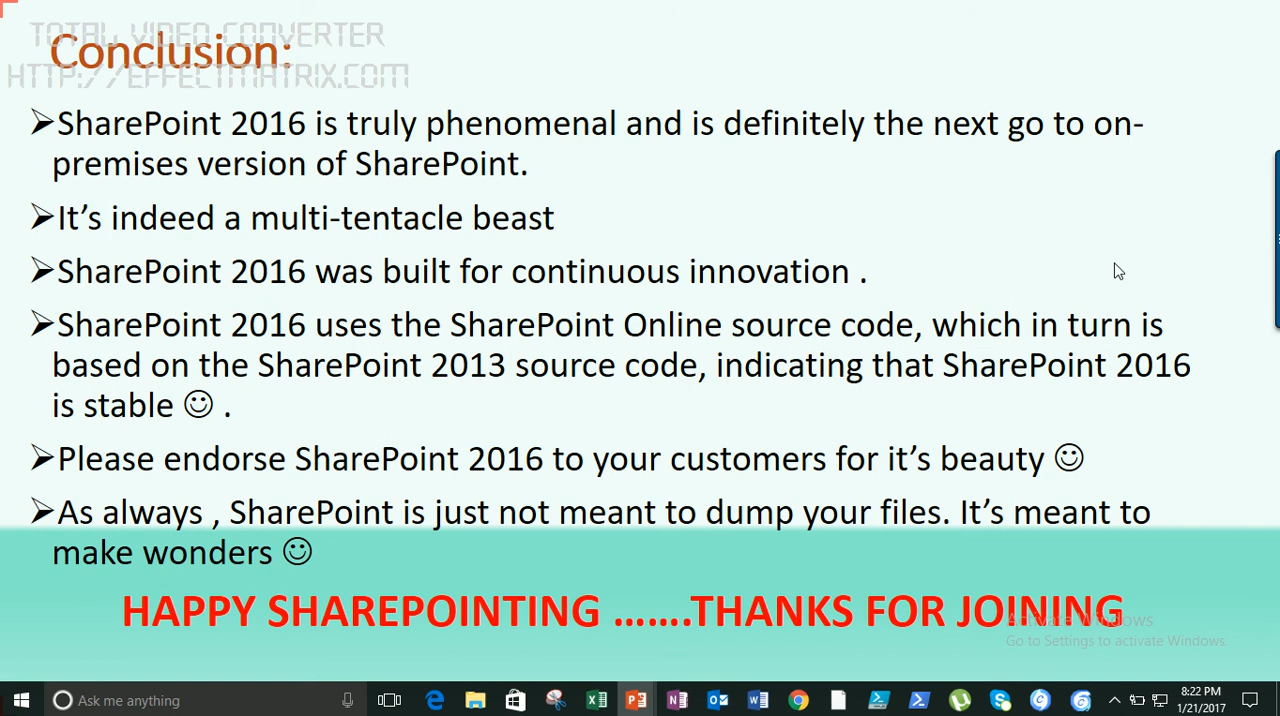 TOTAL VIDEO CONVERTER
Conclusion:
HTTP://EFFECTMATRIX.COM
➢SharePoint 2016 is truly phenomenal and is definitely the next go to on-
premises version of SharePoint.
➢It’s indeed a multi-tentacle beast
➢SharePoint 2016 was built for continuous innovation .
➢SharePoint 2016 uses the SharePoint Online source code, which in turn is
based on the SharePoint 2013 source code, indicating that SharePoint 2016
is stable ☺ .
➢Please endorse SharePoint 2016 to your customers for it’s beauty ☺
➢As always , SharePoint is just not meant to dump your files. It’s meant to
make wonders ☺
HAPPY SHAREPOINTING …….THANKS FOR JOINING
Activate Windows
Go to Settings to activate Windows.
Ask me anything
8:22 PM
1/21/2017